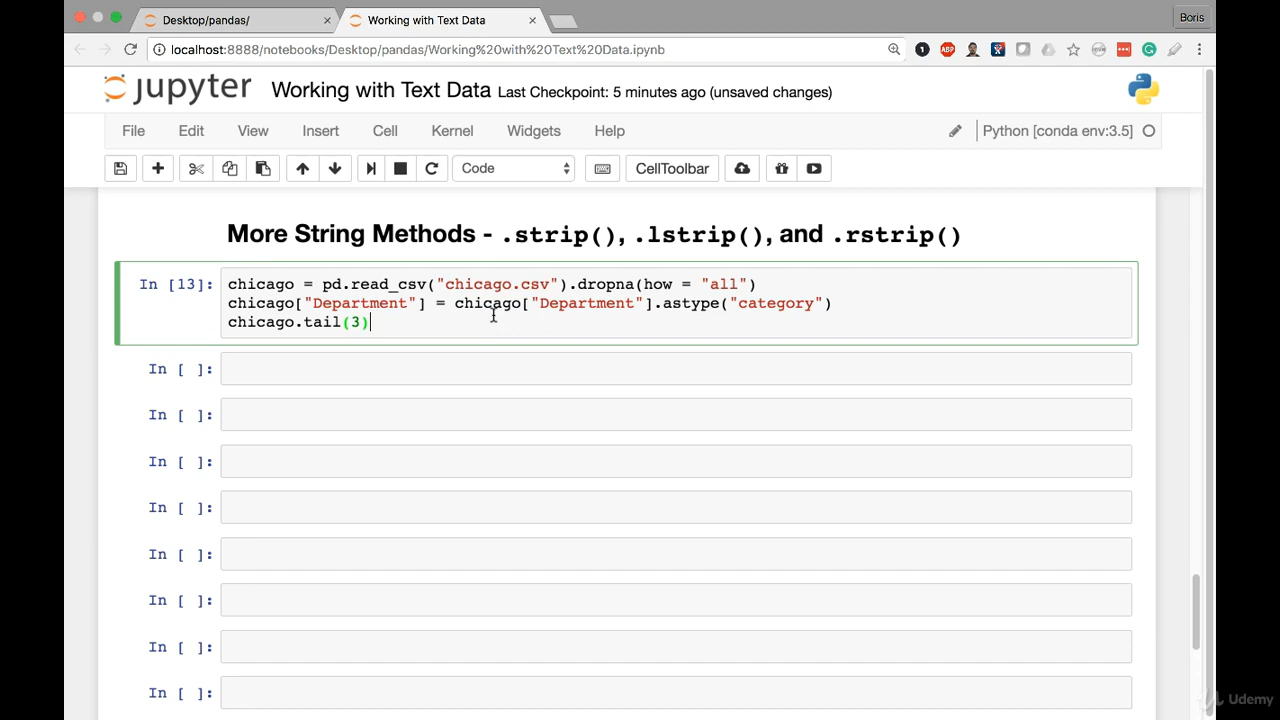 Desktop/pandas/
Working with Text Data
Boris
localhost:8888/notebooks/Desktop/pandas/Working%20with%20Text%20Data.ipynb
jupyter Working with Text Data Last Checkpoint: 5 minutes ago (unsaved changes)
File Edit View Insert Cell Kernel Widgets Help Python [conda env:3.5]
Code CellToolbar
More String Methods - .strip(), .lstrip(), and .rstrip()
In [13]: chicago = pd.read_csv("chicago.csv").dropna(how = "all")
chicago["Department"] = chicago["Department"].astype("category")
chicago.tail(3)
In [ ]:
In [ ]:
In [ ]:
In [ ]:
In [ ]:
In [ ]:
In [ ]:
In [ ]:
Udemy